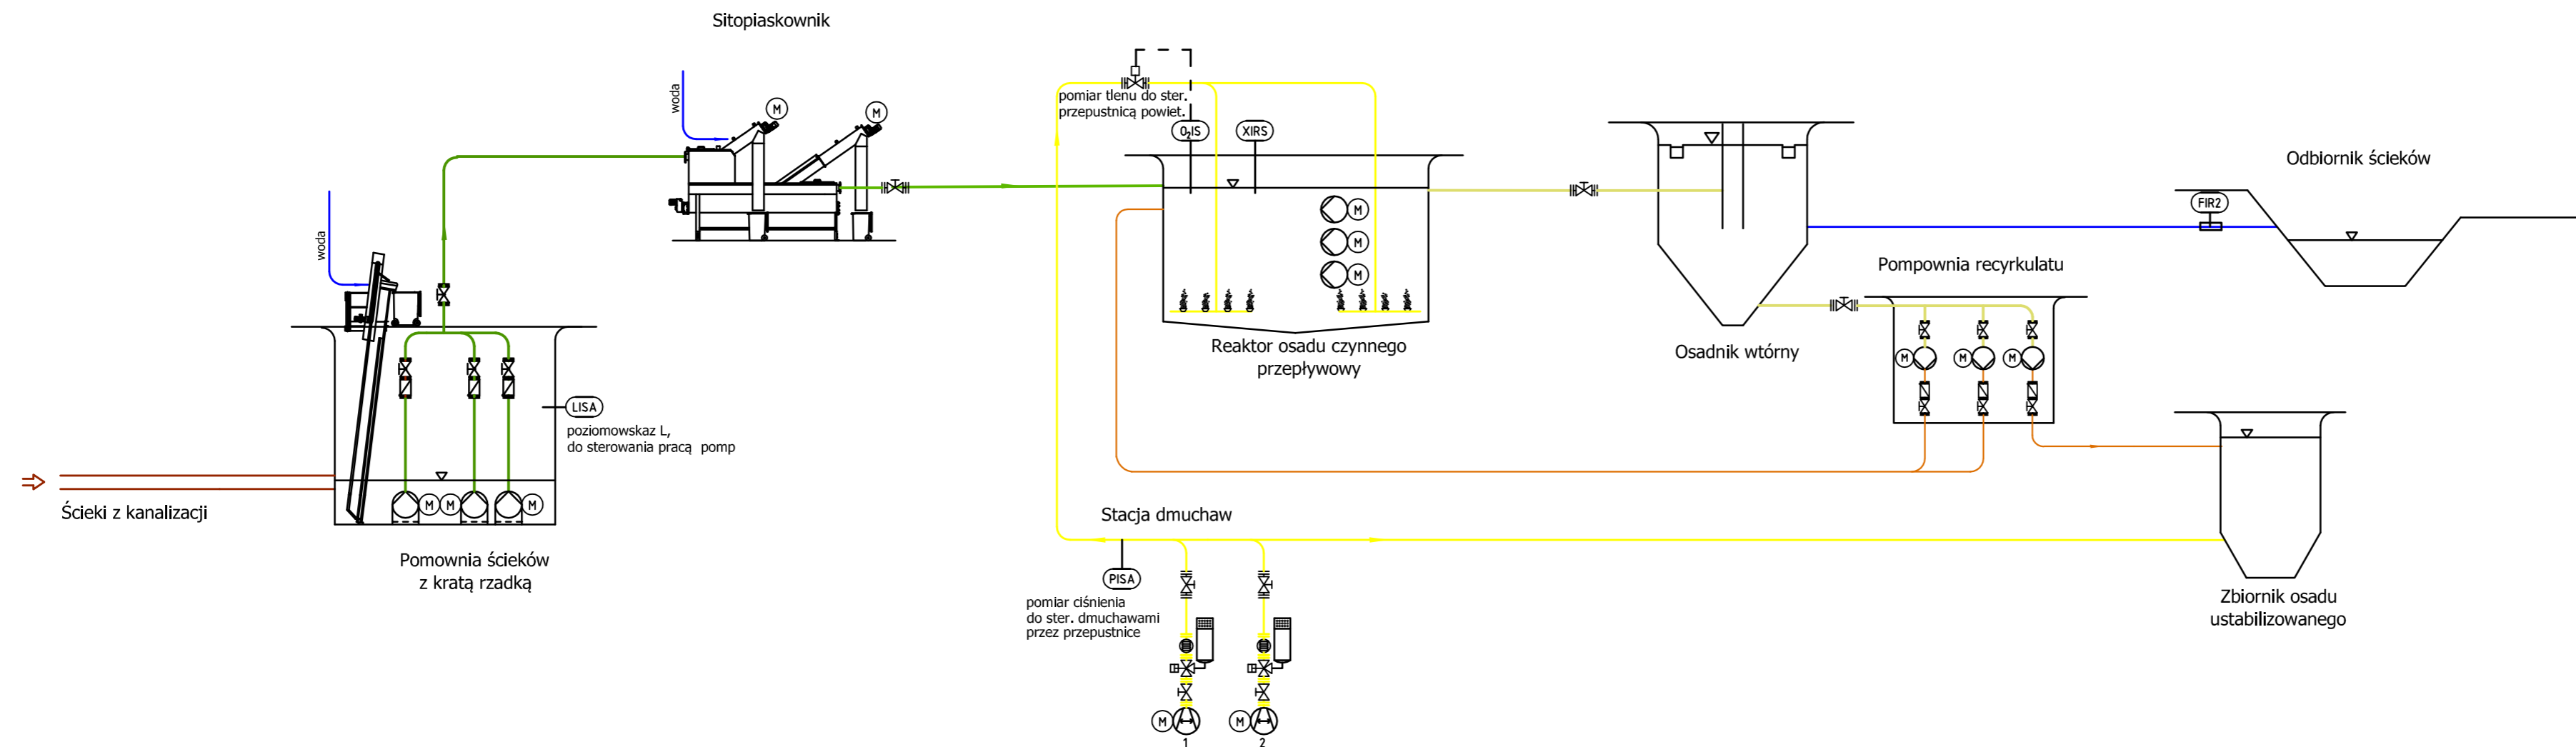 Sitopiaskownik
woda
M
M
pomiar tlenu do ster.
przepustnicą powiet.
O₂IS
XIRS
M
M
M
Reaktor osadu czynnego
przepływowy
Osadnik wtórny
Odbiornik ścieków
FIR2
Pompownia recyrkulatu
M
M
M
woda
LISA
poziomowskaz L,
do sterowania pracą pomp
Ścieki z kanalizacji
M
M
M
Pomownia ścieków
z kratą rzadką
Stacja dmuchaw
PISA
pomiar ciśnienia
do ster. dmuchawami
przez przepustnice
M
M
1
2
Zbiornik osadu
ustabilizowanego